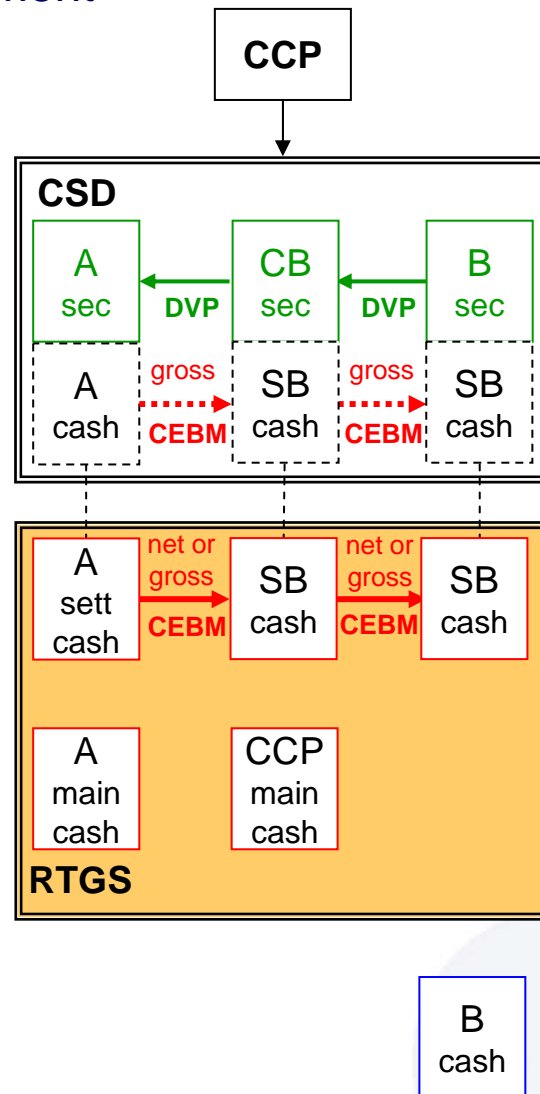 CCP
CSD
A
sec
DVP
CB
sec
DVP
B
sec
A
cash
gross
CEBM
SB
cash
gross
CEBM
SB
cash
A
sett
cash
net or
gross
CEBM
SB
cash
net or
gross
CEBM
SB
cash
A
main
cash
CCP
main
cash
RTGS
B
cash